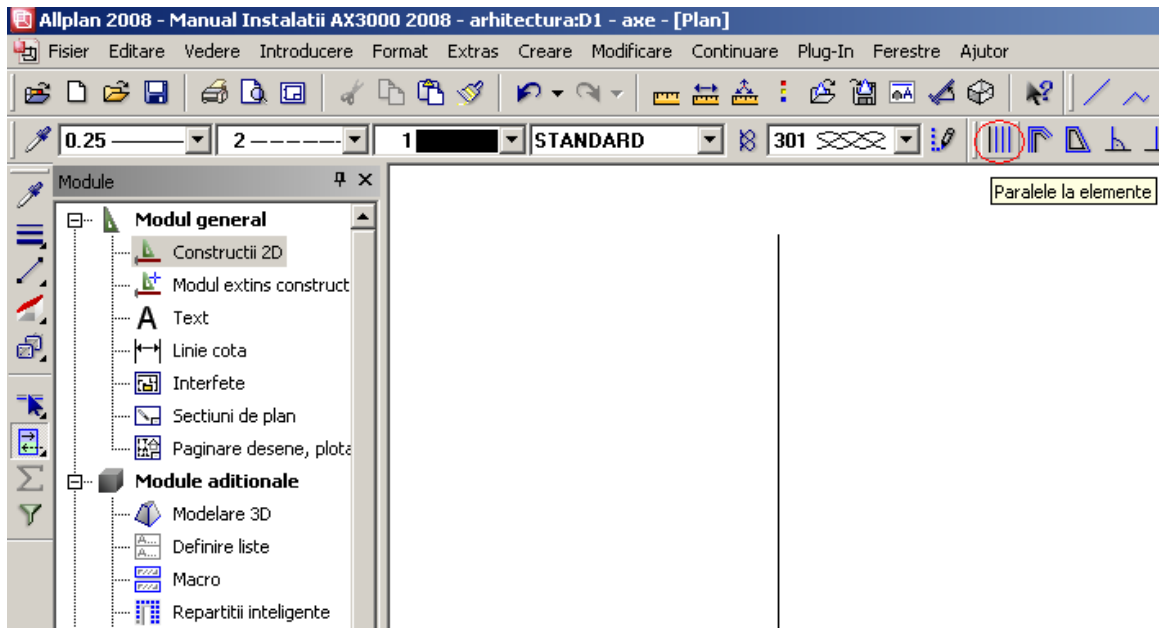 Allplan 2008 - Manual Instalatii AX3000 2008 - arhitectura:D1 - axe - [Plan]
Fisier Editare Vedere Introducere Format Extras Creare Modificare Continuare Plug-In Ferestre Ajutor
0.25 2 1 STANDARD 301
Module
Paralele la elemente
Modul general
Constructii 2D
Modul extins construct
A Text
Linie cota
Interfete
Sectiuni de plan
Paginare desene, plota
Module aditionale
Modelare 3D
Definire liste
Macro
Repartitii inteligente